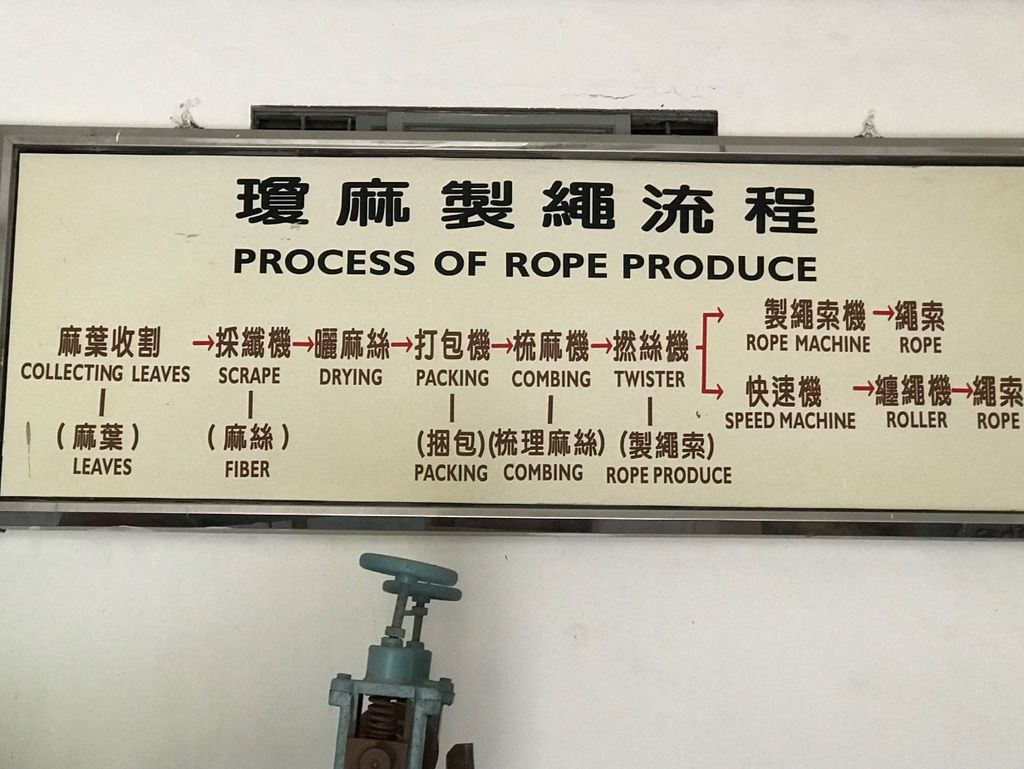 瓊麻製繩流程
PROCESS OF ROPE PRODUCE
麻葉收割→採纖機→曬麻絲→打包機→梳麻機→撚絲機
COLLECTING LEAVES SCRAPE DRYING PACKING COMBING TWISTER
製繩索機→繩索
ROPE MACHINE ROPE
快速機→纏繩機→繩索
SPEED MACHINE ROLLER ROPE
(麻葉) (麻絲) (捆包) (梳理麻絲) (製繩索)
LEAVES FIBER PACKING COMBING ROPE PRODUCE